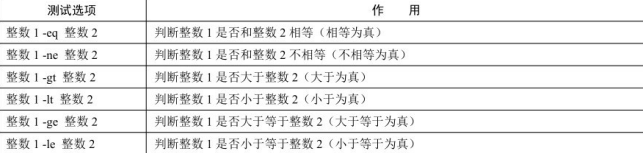 测试选项 作 用
整数 1 -eq 整数 2 判断整数 1 是否和整数 2 相等（相等为真）
整数 1 -ne 整数 2 判断整数 1 是否和整数 2 不相等（不相等为真）
整数 1 -gt 整数 2 判断整数 1 是否大于整数 2（大于为真）
整数 1 -lt 整数 2 判断整数 1 是否小于整数 2（小于为真）
整数 1 -ge 整数 2 判断整数 1 是否大于等于整数 2（大于等于为真）
整数 1 -le 整数 2 判断整数 1 是否小于等于整数 2（小于等于为真）